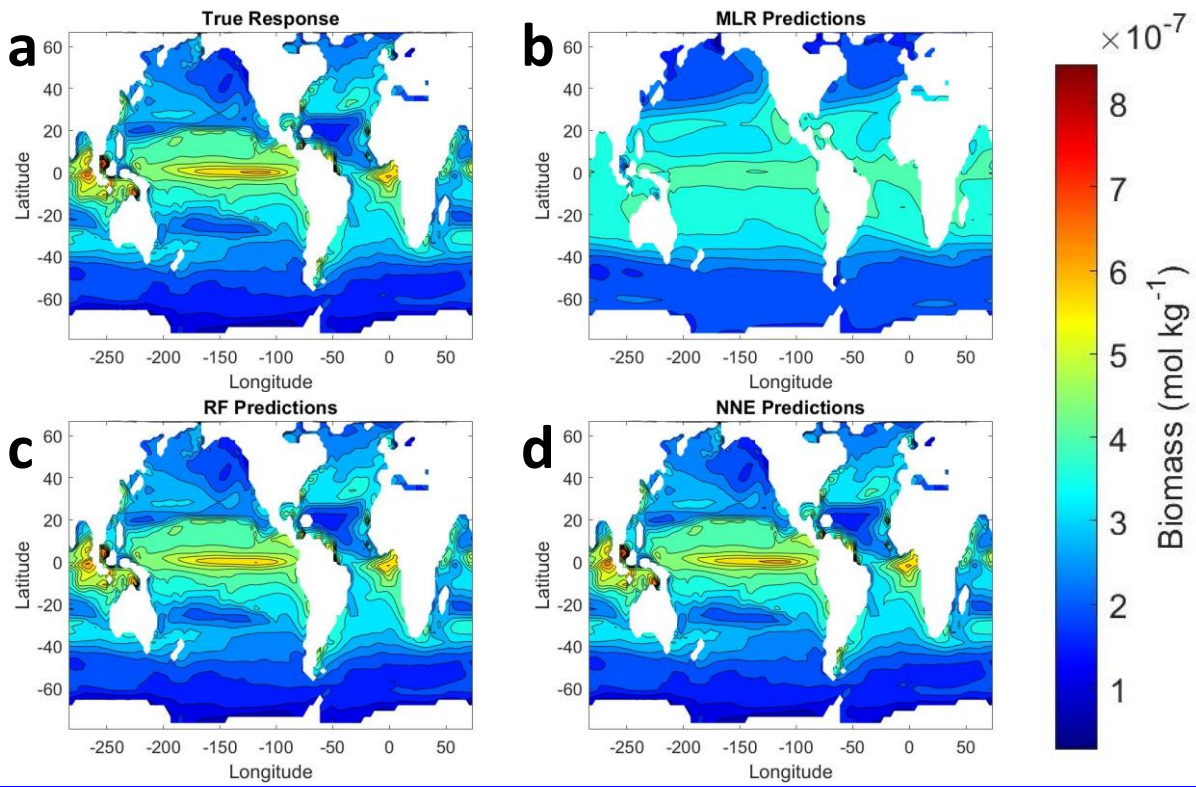 a
True Response
60
40
20
0
-20
-40
-60
Latitude
-250 -200 -150 -100 -50 0 50
Longitude
b
MLR Predictions
60
40
20
0
-20
-40
-60
Latitude
-250 -200 -150 -100 -50 0 50
Longitude
c
RF Predictions
60
40
20
0
-20
-40
-60
Latitude
-250 -200 -150 -100 -50 0 50
Longitude
d
NNE Predictions
60
40
20
0
-20
-40
-60
Latitude
-250 -200 -150 -100 -50 0 50
Longitude
×10⁻⁷
8
7
6
5
4
3
2
1
Biomass (mol kg⁻¹)